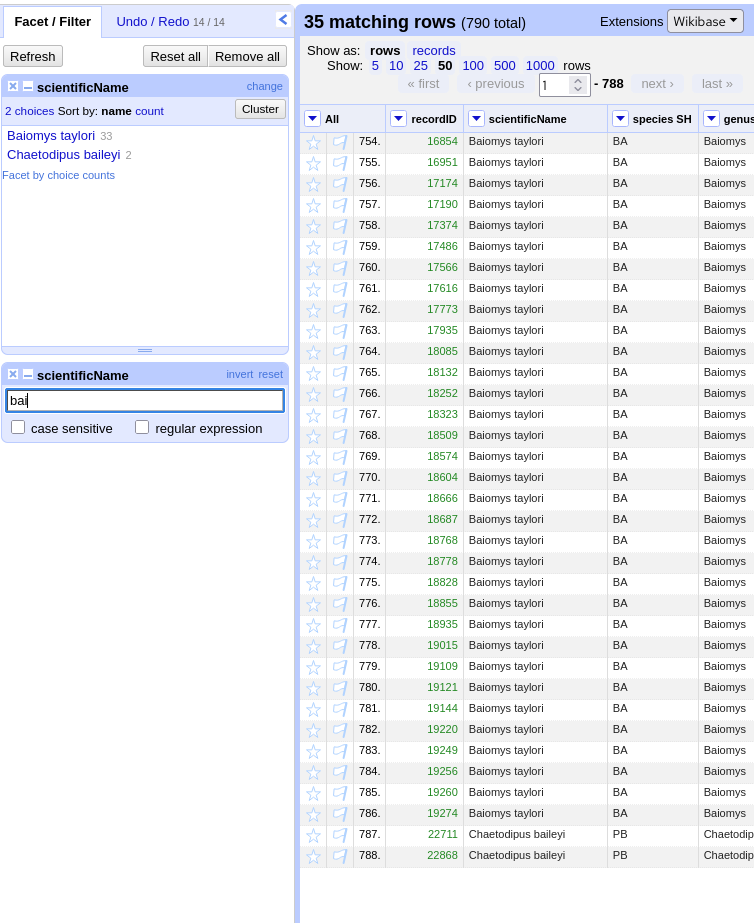 Facet / Filter
Undo / Redo 14 / 14
Refresh
Reset all
Remove all
scientificName
change
2 choices Sort by: name count
Cluster
Baiomys taylori 33
Chaetodipus baileyi 2
Facet by choice counts
scientificName
invert reset
bai
case sensitive
regular expression
35 matching rows (790 total)
Extensions
Wikibase
Show as: rows records
Show: 5 10 25 50 100 500 1000 rows
« first ‹ previous 1 - 788 next › last »
All recordID scientificName species SH genus
754. 16854 Baiomys taylori BA Baiomys
755. 16951 Baiomys taylori BA Baiomys
756. 17174 Baiomys taylori BA Baiomys
757. 17190 Baiomys taylori BA Baiomys
758. 17374 Baiomys taylori BA Baiomys
759. 17486 Baiomys taylori BA Baiomys
760. 17566 Baiomys taylori BA Baiomys
761. 17616 Baiomys taylori BA Baiomys
762. 17773 Baiomys taylori BA Baiomys
763. 17935 Baiomys taylori BA Baiomys
764. 18085 Baiomys taylori BA Baiomys
765. 18132 Baiomys taylori BA Baiomys
766. 18252 Baiomys taylori BA Baiomys
767. 18323 Baiomys taylori BA Baiomys
768. 18509 Baiomys taylori BA Baiomys
769. 18574 Baiomys taylori BA Baiomys
770. 18604 Baiomys taylori BA Baiomys
771. 18666 Baiomys taylori BA Baiomys
772. 18687 Baiomys taylori BA Baiomys
773. 18768 Baiomys taylori BA Baiomys
774. 18778 Baiomys taylori BA Baiomys
775. 18828 Baiomys taylori BA Baiomys
776. 18855 Baiomys taylori BA Baiomys
777. 18935 Baiomys taylori BA Baiomys
778. 19015 Baiomys taylori BA Baiomys
779. 19109 Baiomys taylori BA Baiomys
780. 19121 Baiomys taylori BA Baiomys
781. 19144 Baiomys taylori BA Baiomys
782. 19220 Baiomys taylori BA Baiomys
783. 19249 Baiomys taylori BA Baiomys
784. 19256 Baiomys taylori BA Baiomys
785. 19260 Baiomys taylori BA Baiomys
786. 19274 Baiomys taylori BA Baiomys
787. 22711 Chaetodipus baileyi PB Chaetodip
788. 22868 Chaetodipus baileyi PB Chaetodip